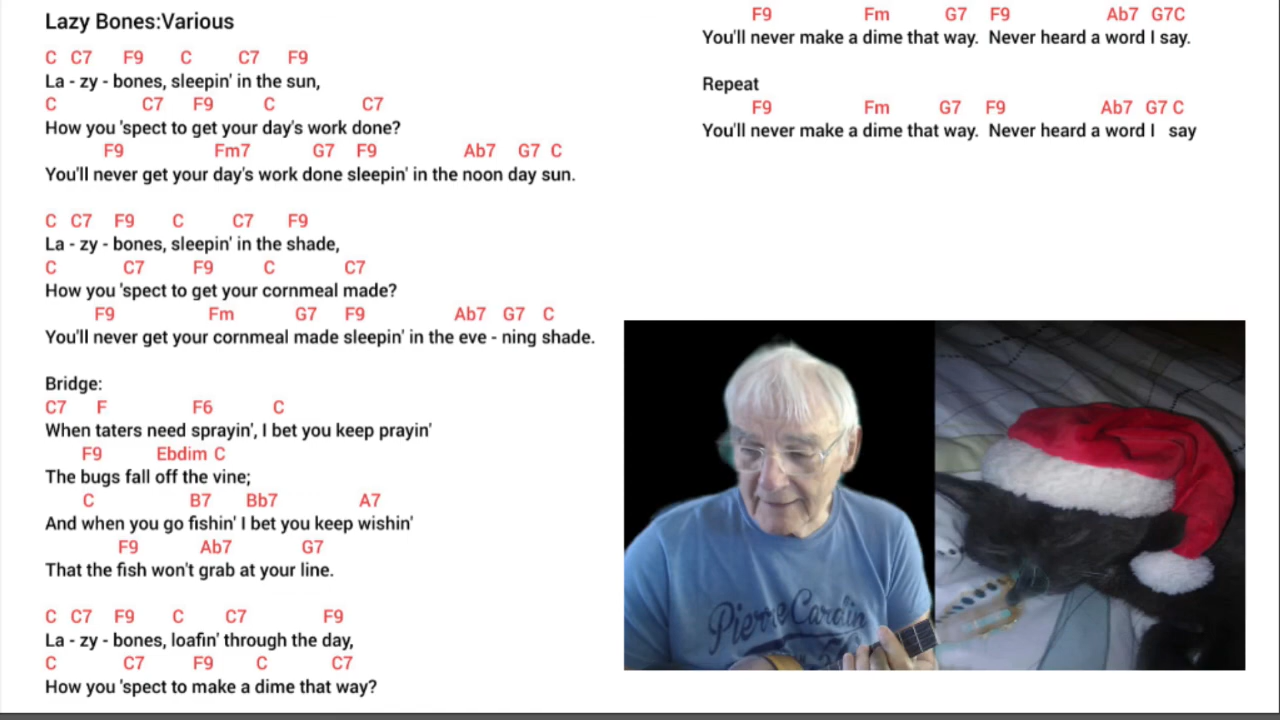 Lazy Bones:Various
C C7 F9 C C7 F9
La - zy - bones, sleepin' in the sun,
C C7 F9 C C7
How you 'spect to get your day's work done?
F9 Fm7 G7 F9 Ab7 G7 C
You'll never get your day's work done sleepin' in the noon day sun.
C C7 F9 C C7 F9
La - zy - bones, sleepin' in the shade,
C C7 F9 C C7
How you 'spect to get your cornmeal made?
F9 Fm G7 F9 Ab7 G7 C
You'll never get your cornmeal made sleepin' in the eve - ning shade.
Bridge:
C7 F F6 C
When taters need sprayin', I bet you keep prayin'
F9 Ebdim C
The bugs fall off the vine;
C B7 Bb7 A7
And when you go fishin' I bet you keep wishin'
F9 Ab7 G7
That the fish won't grab at your line.
C C7 F9 C C7 F9
La - zy - bones, loafin' through the day,
C C7 F9 C C7
How you 'spect to make a dime that way?
F9 Fm G7 F9 Ab7 G7C
You'll never make a dime that way. Never heard a word I say.
Repeat
F9 Fm G7 F9 Ab7 G7 C
You'll never make a dime that way. Never heard a word I say
Pierre Cardin